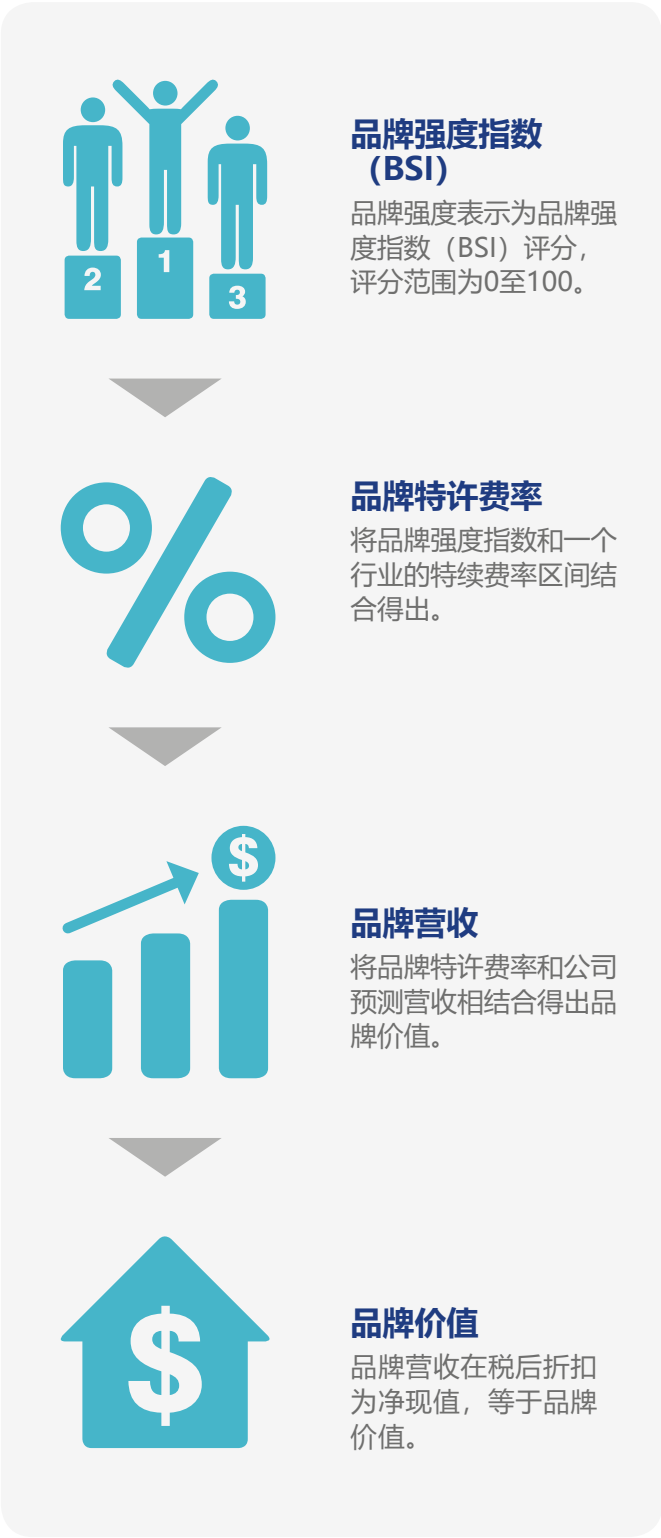 1
2
3
品牌强度指数
（BSI）
品牌强度表示为品牌强
度指数（BSI）评分，
评分范围为0至100。
%
品牌特许费率
将品牌强度指数和一个
行业的特续费率区间结
合得出。
$
品牌营收
将品牌特许费率和公司
预测营收相结合得出品
牌价值。
$
品牌价值
品牌营收在税后折扣
为净现值，等于品牌
价值。